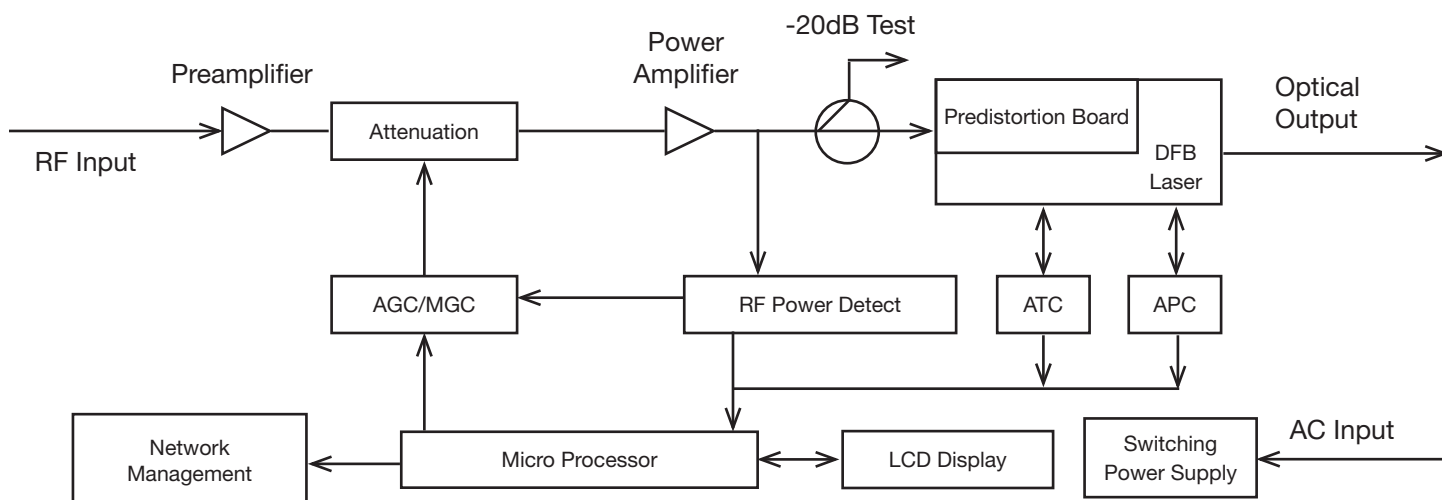 -20dB Test
Power
Amplifier
Preamplifier
Attenuation
Predistortion Board
Optical
Output
RF Input
DFB
Laser
AGC/MGC
RF Power Detect
ATC
APC
Network
Management
Micro Processor
LCD Display
Switching
Power Supply
AC Input